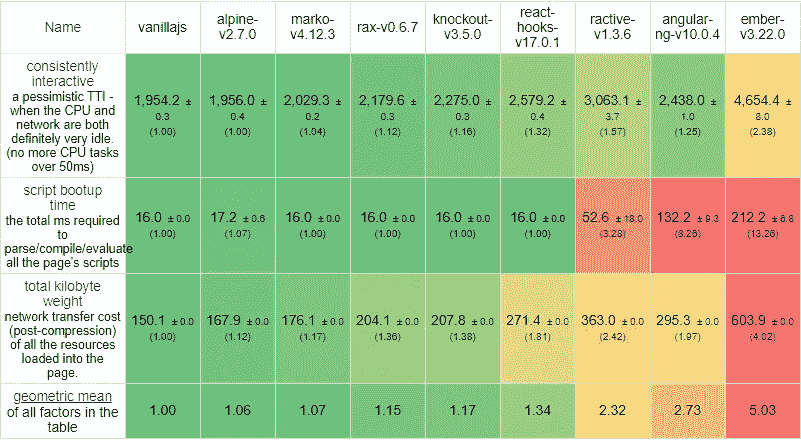 Name vanillajs alpine-v2.7.0 marko-v4.12.3 rax-v0.6.7 knockout-v3.5.0 react-hooks-v17.0.1 ractive-v1.3.6 angular-ng-v10.0.4 ember-v3.22.0
consistently
interactive
a pessimistic TTI -
when the CPU and
network are both
definitely very idle.
(no more CPU tasks
over 50ms)
1,954.2 ± 0.3 (1.00)
1,956.0 ± 0.4 (1.00)
2,029.3 ± 0.2 (1.04)
2,179.6 ± 0.3 (1.12)
2,275.0 ± 0.3 (1.16)
2,579.2 ± 0.4 (1.32)
3,063.1 ± 3.7 (1.57)
2,438.0 ± 1.0 (1.25)
4,654.4 ± 8.0 (2.38)
script bootup
time
the total ms required
to
parse/compile/evaluate
all the page's scripts
16.0 ± 0.0 (1.00)
17.2 ± 0.6 (1.07)
16.0 ± 0.0 (1.00)
16.0 ± 0.0 (1.00)
16.0 ± 0.0 (1.00)
16.0 ± 0.0 (1.00)
52.6 ± 18.0 (3.28)
132.2 ± 9.3 (8.26)
212.2 ± 6.8 (13.26)
total kilobyte
weight
network transfer cost
(post-compression)
of all the resources
loaded into the
page.
150.1 ± 0.0 (1.00)
167.9 ± 0.0 (1.12)
176.1 ± 0.0 (1.17)
204.1 ± 0.0 (1.36)
207.8 ± 0.0 (1.38)
271.4 ± 0.0 (1.81)
363.0 ± 0.0 (2.42)
295.3 ± 0.0 (1.97)
603.9 ± 0.0 (4.02)
geometric mean
of all factors in the
table
1.00 1.06 1.07 1.15 1.17 1.34 2.32 2.73 5.03